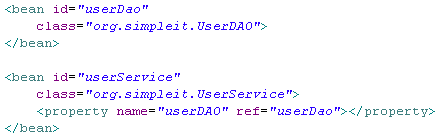 <bean id="userDao"
    class="org.simpleit.UserDAO">
</bean>

<bean id="userService"
    class="org.simpleit.UserService">
    <property name="userDAO" ref="userDao"></property>
</bean>